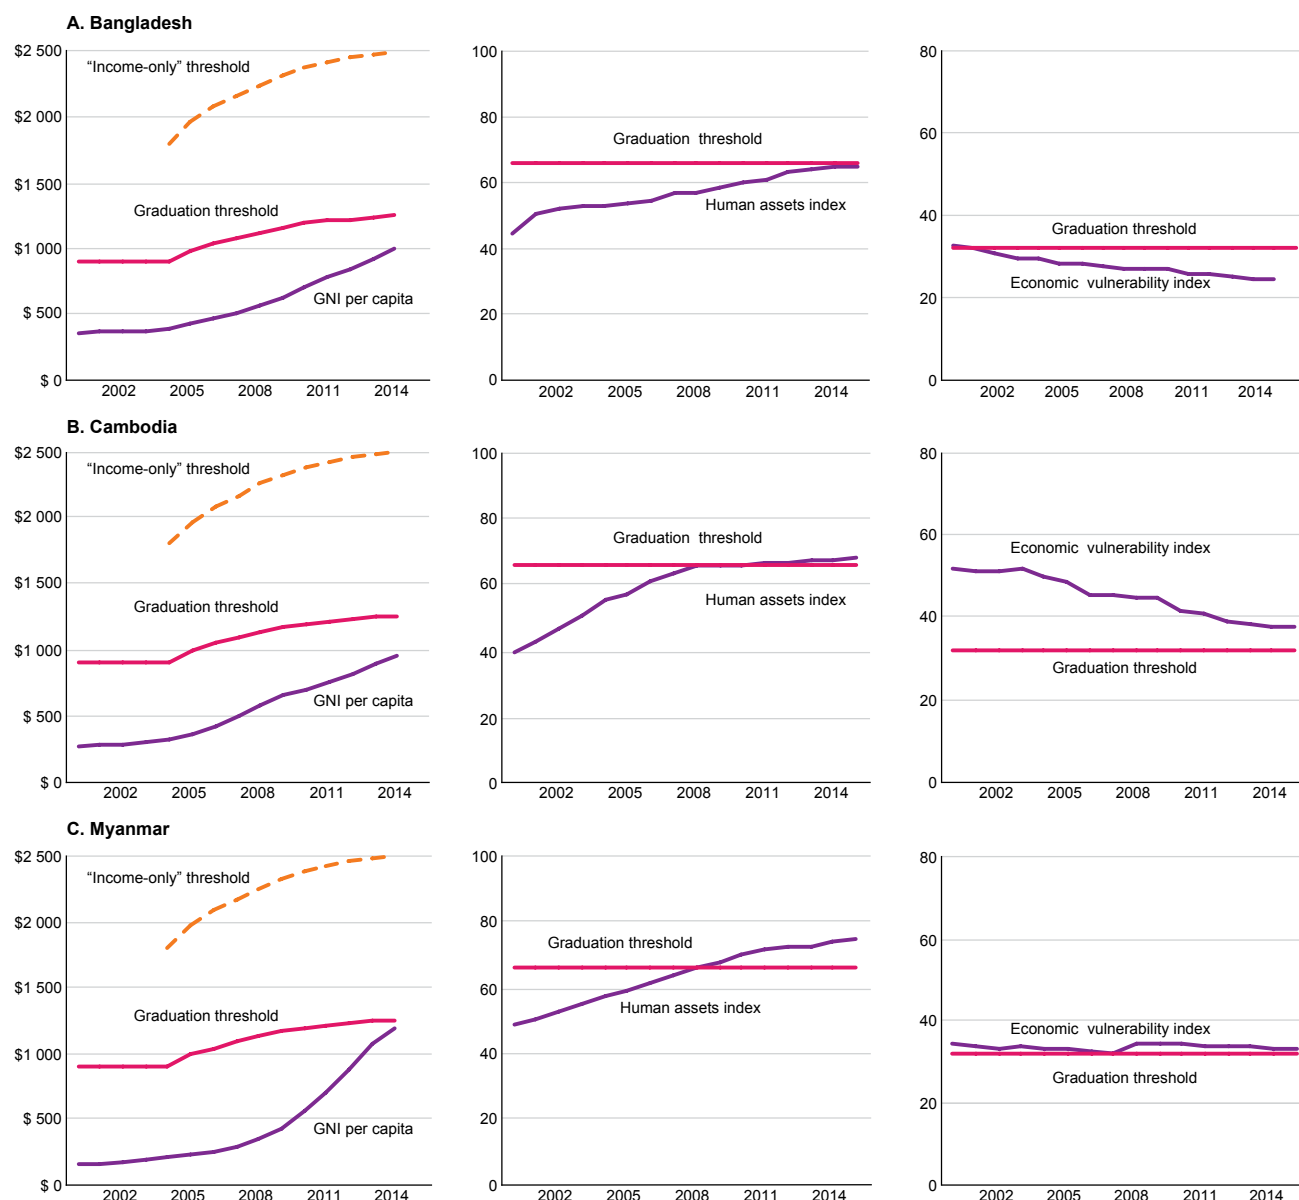 A. Bangladesh
$2 500
"Income-only" threshold
$2 000
$1 500
Graduation threshold
$1 000
$ 500
GNI per capita
$ 0
2002 2005 2008 2011 2014
100
80
Graduation threshold
60
Human assets index
40
20
0
2002 2005 2008 2011 2014
80
60
40
Graduation threshold
Economic vulnerability index
20
0
2002 2005 2008 2011 2014
B. Cambodia
$2 500
"Income-only" threshold
$2 000
$1 500
Graduation threshold
$1 000
$ 500
GNI per capita
$ 0
2002 2005 2008 2011 2014
100
80
Graduation threshold
60
Human assets index
40
20
0
2002 2005 2008 2011 2014
80
60
Economic vulnerability index
40
Graduation threshold
20
0
2002 2005 2008 2011 2014
C. Myanmar
$2 500
"Income-only" threshold
$2 000
$1 500
Graduation threshold
$1 000
$ 500
GNI per capita
$ 0
2002 2005 2008 2011 2014
100
80
Graduation threshold
60
Human assets index
40
20
0
2002 2005 2008 2011 2014
80
60
40
Economic vulnerability index
Graduation threshold
20
0
2002 2005 2008 2011 2014